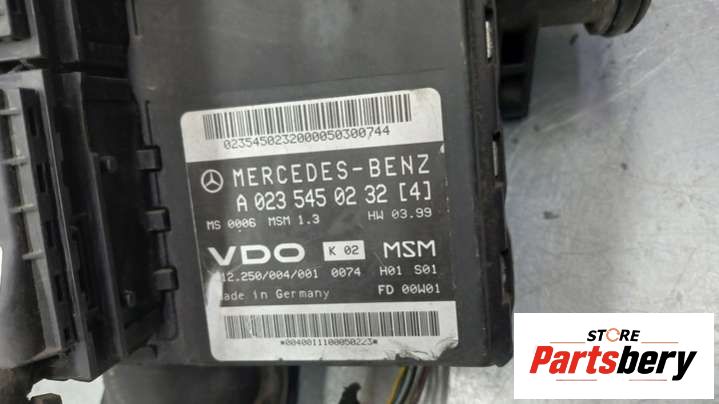 0235450232000050300744
MERCEDES-BENZ
A 023 545 02 32 [4]
MS 0006 MSM 1.3 HW 03.99
VDO K 02 MSM
12.250/004/001 0074 H01 S01
Made in Germany FD 00W01
*0040011100050223*
STORE
Partsbery